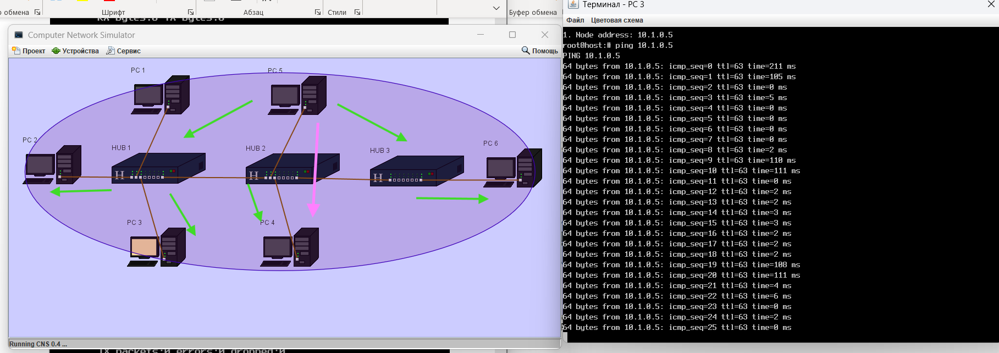 о обмена
Шрифт
Абзац
Стили
Буфер обмена
RX bytes:0 TX bytes:0
Computer Network Simulator
Проект
Устройства
Сервис
Помощь
PC 1
PC 5
PC 2
HUB 1
HUB 2
HUB 3
PC 6
H
H
H
PC 3
PC 4
Running CNS 0.4 ...
TX packets:0 errors:0 dropped:0
Терминал - PC 3
Файл
Цветовая схема
1. Node address: 10.1.0.5
root@host:# ping 10.1.0.5
PING 10.1.0.5
64 bytes from 10.1.0.5: icmp_seq=0 ttl=63 time=211 ms
64 bytes from 10.1.0.5: icmp_seq=1 ttl=63 time=105 ms
64 bytes from 10.1.0.5: icmp_seq=2 ttl=63 time=0 ms
64 bytes from 10.1.0.5: icmp_seq=3 ttl=63 time=5 ms
64 bytes from 10.1.0.5: icmp_seq=4 ttl=63 time=0 ms
64 bytes from 10.1.0.5: icmp_seq=5 ttl=63 time=0 ms
64 bytes from 10.1.0.5: icmp_seq=6 ttl=63 time=0 ms
64 bytes from 10.1.0.5: icmp_seq=7 ttl=63 time=0 ms
64 bytes from 10.1.0.5: icmp_seq=8 ttl=63 time=2 ms
64 bytes from 10.1.0.5: icmp_seq=9 ttl=63 time=110 ms
64 bytes from 10.1.0.5: icmp_seq=10 ttl=63 time=111 ms
64 bytes from 10.1.0.5: icmp_seq=11 ttl=63 time=0 ms
64 bytes from 10.1.0.5: icmp_seq=12 ttl=63 time=2 ms
64 bytes from 10.1.0.5: icmp_seq=13 ttl=63 time=2 ms
64 bytes from 10.1.0.5: icmp_seq=14 ttl=63 time=3 ms
64 bytes from 10.1.0.5: icmp_seq=15 ttl=63 time=3 ms
64 bytes from 10.1.0.5: icmp_seq=16 ttl=63 time=2 ms
64 bytes from 10.1.0.5: icmp_seq=17 ttl=63 time=2 ms
64 bytes from 10.1.0.5: icmp_seq=18 ttl=63 time=2 ms
64 bytes from 10.1.0.5: icmp_seq=19 ttl=63 time=108 ms
64 bytes from 10.1.0.5: icmp_seq=20 ttl=63 time=111 ms
64 bytes from 10.1.0.5: icmp_seq=21 ttl=63 time=4 ms
64 bytes from 10.1.0.5: icmp_seq=22 ttl=63 time=6 ms
64 bytes from 10.1.0.5: icmp_seq=23 ttl=63 time=0 ms
64 bytes from 10.1.0.5: icmp_seq=24 ttl=63 time=2 ms
64 bytes from 10.1.0.5: icmp_seq=25 ttl=63 time=0 ms